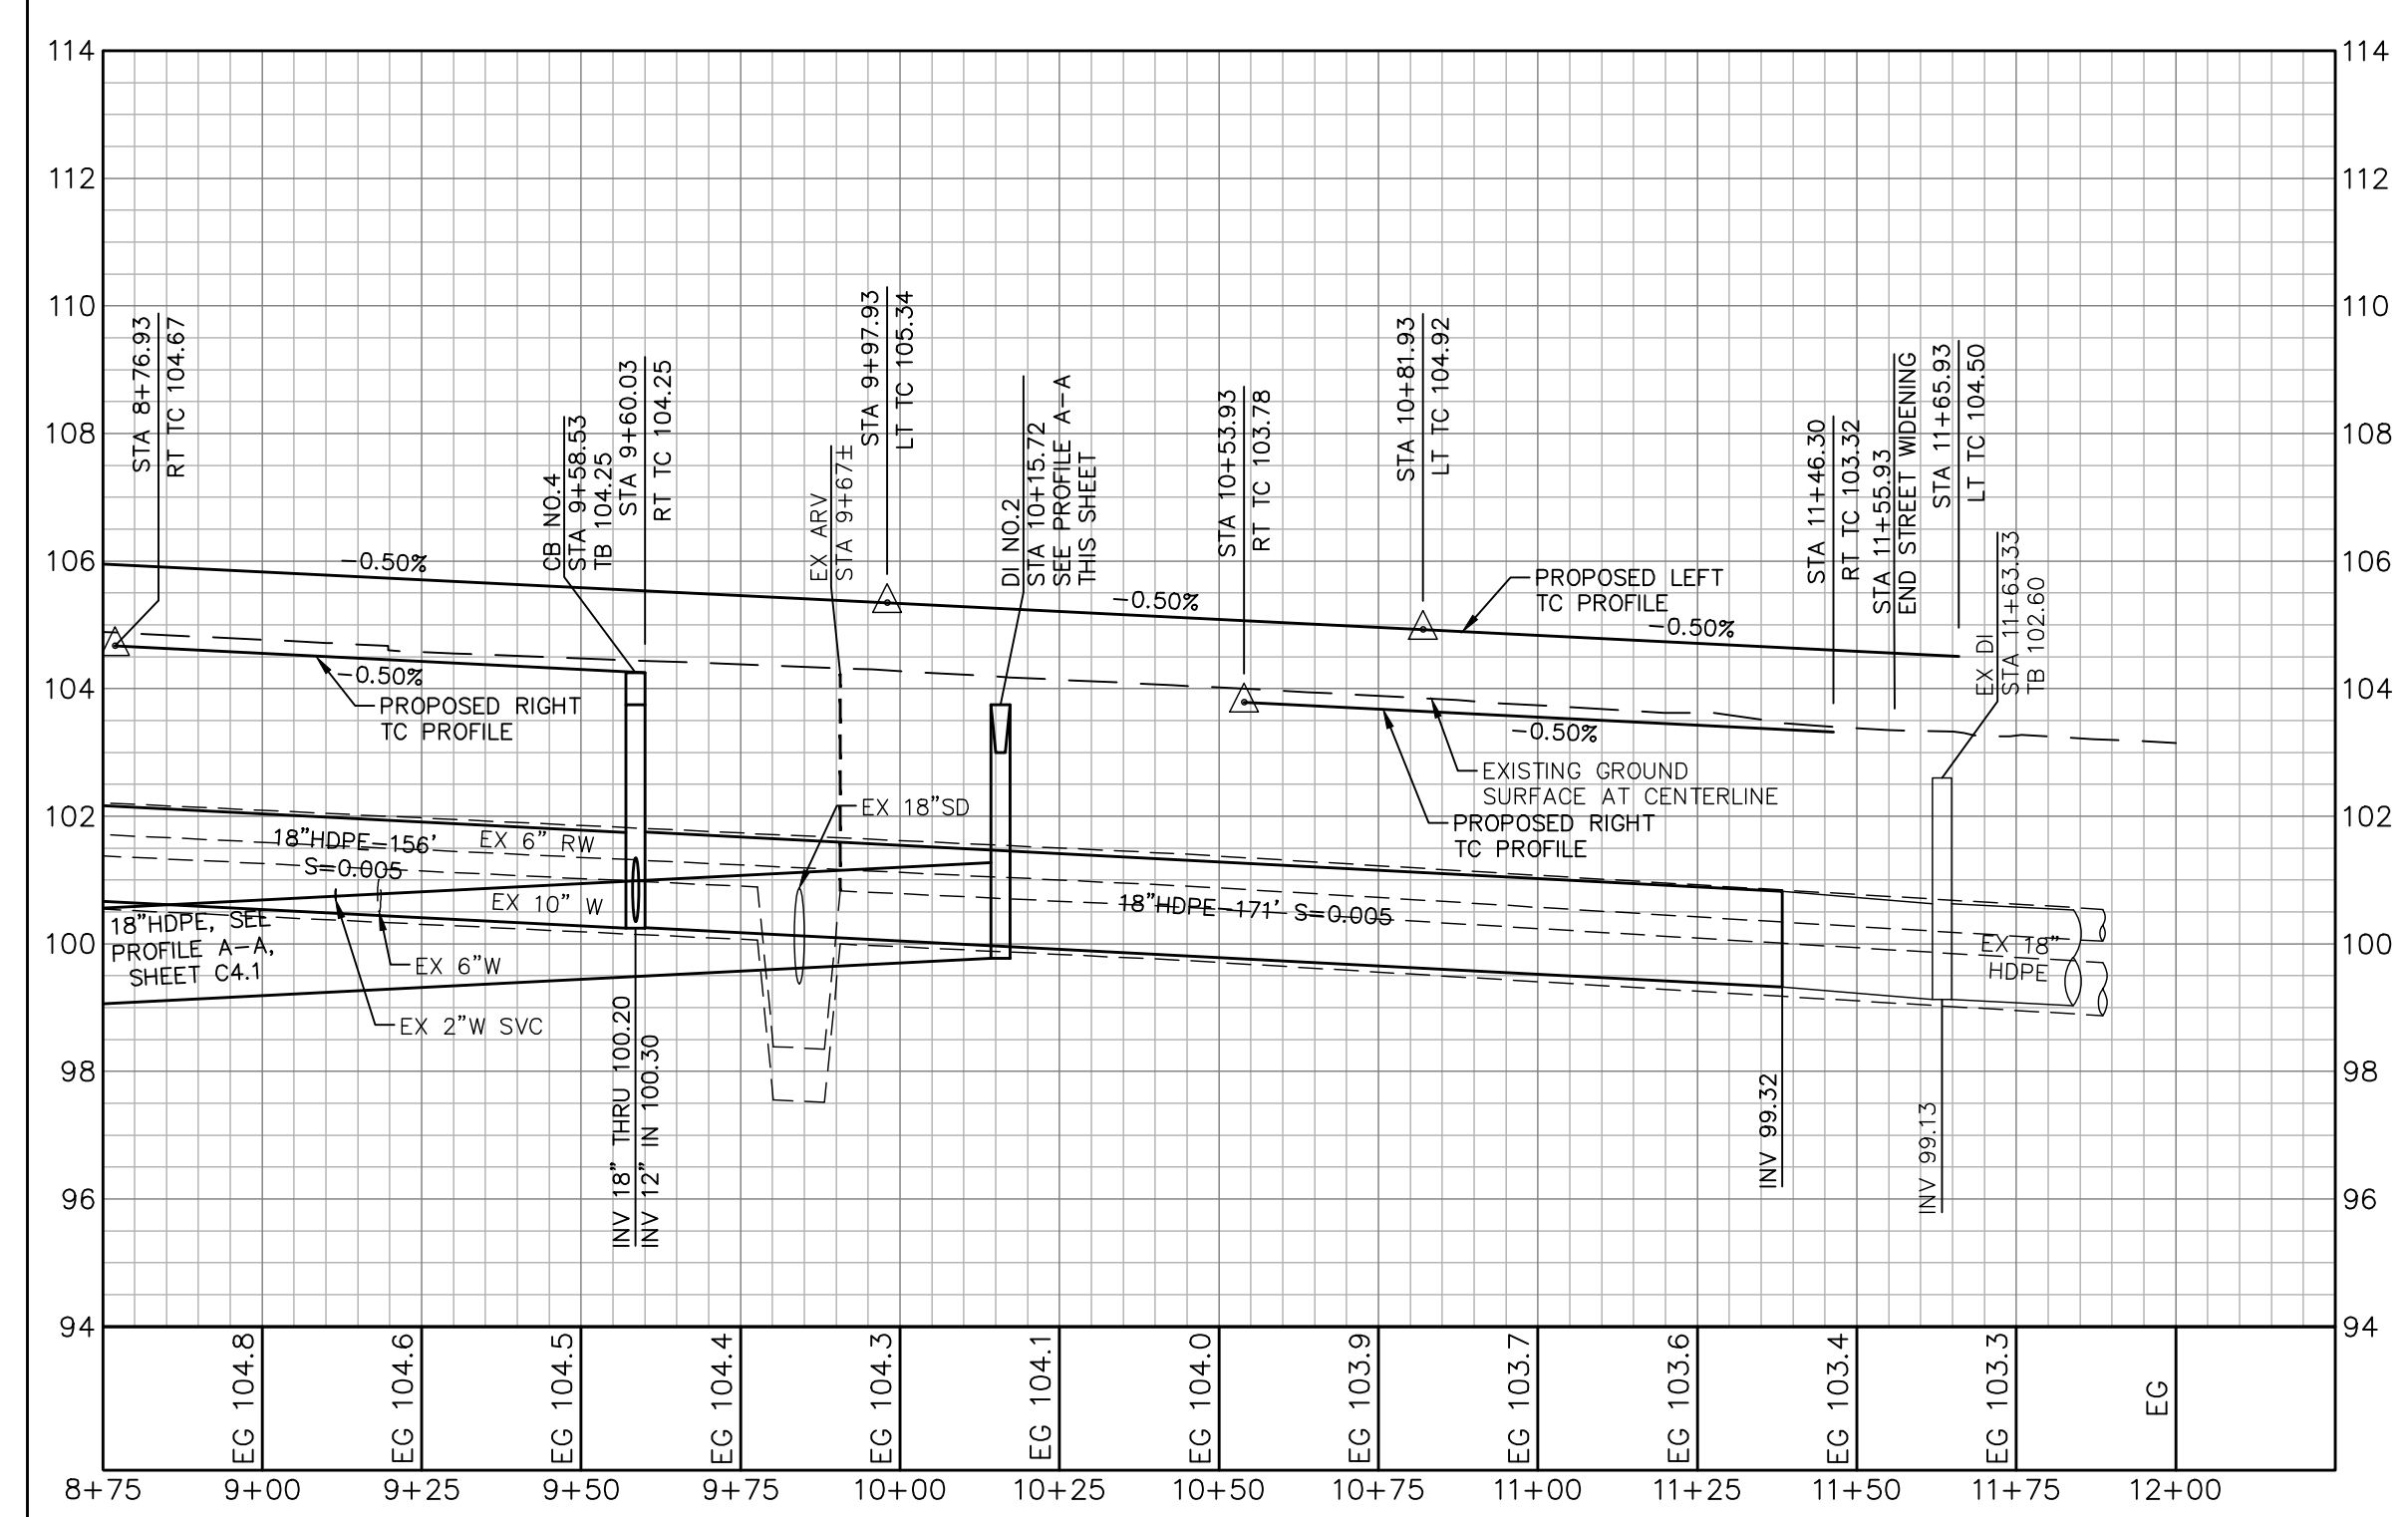 114
114
112
112
110
110
108
108
106
106
104
104
102
102
100
100
98
98
96
96
94
94
STA 8+76.93
RT TC 104.67
CB NO.4
STA 9+58.53
TB 104.25
STA 9+60.03
RT TC 104.25
EX ARV
STA 9+67±
STA 9+97.93
LT TC 105.34
DI NO.2
STA 10+15.72
SEE PROFILE A-A
THIS SHEET
STA 10+53.93
RT TC 103.78
STA 10+81.93
LT TC 104.92
STA 11+46.30
RT TC 103.32
STA 11+55.93
END STREET WIDENING
STA 11+65.93
LT TC 104.50
EX DI
STA 11+63.33
TB 102.60
-0.50%
-0.50%
-0.50%
PROPOSED LEFT
TC PROFILE
-0.50%
PROPOSED RIGHT
TC PROFILE
-0.50%
EXISTING GROUND
SURFACE AT CENTERLINE
PROPOSED RIGHT
TC PROFILE
EX 18"SD
18"HDPE-156'
S=0.005
EX 6" RW
EX 10" W
18"HDPE, SEE
PROFILE A-A,
SHEET C4.1
EX 6"W
EX 2"W SVC
18"HDPE-171' S=0.005
EX 18"
HDPE
INV 18" THRU 100.20
INV 12" IN 100.30
INV 99.32
INV 99.13
EG 104.8
EG 104.6
EG 104.5
EG 104.4
EG 104.3
EG 104.1
EG 104.0
EG 103.9
EG 103.7
EG 103.6
EG 103.4
EG 103.3
EG
8+75
9+00
9+25
9+50
9+75
10+00
10+25
10+50
10+75
11+00
11+25
11+50
11+75
12+00